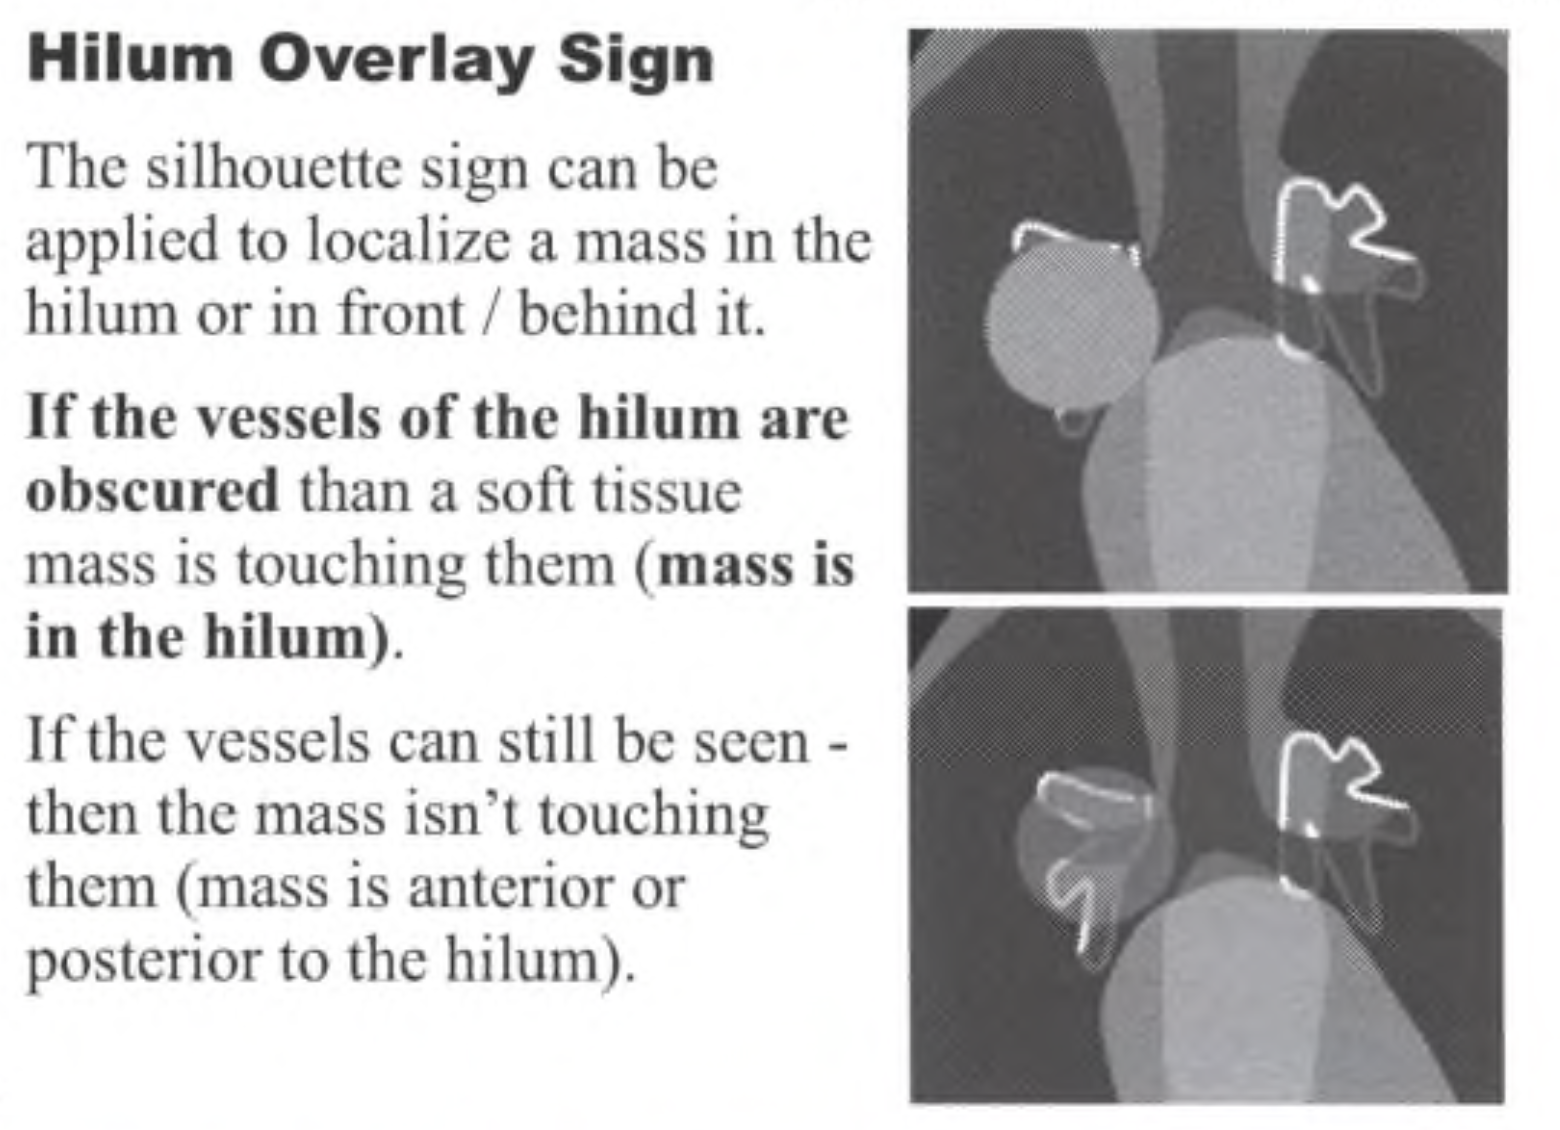 Hilum Overlay Sign
The silhouette sign can be
applied to localize a mass in the
hilum or in front / behind it.
If the vessels of the hilum are
obscured than a soft tissue
mass is touching them (mass is
in the hilum).
If the vessels can still be seen -
then the mass isn't touching
them (mass is anterior or
posterior to the hilum).